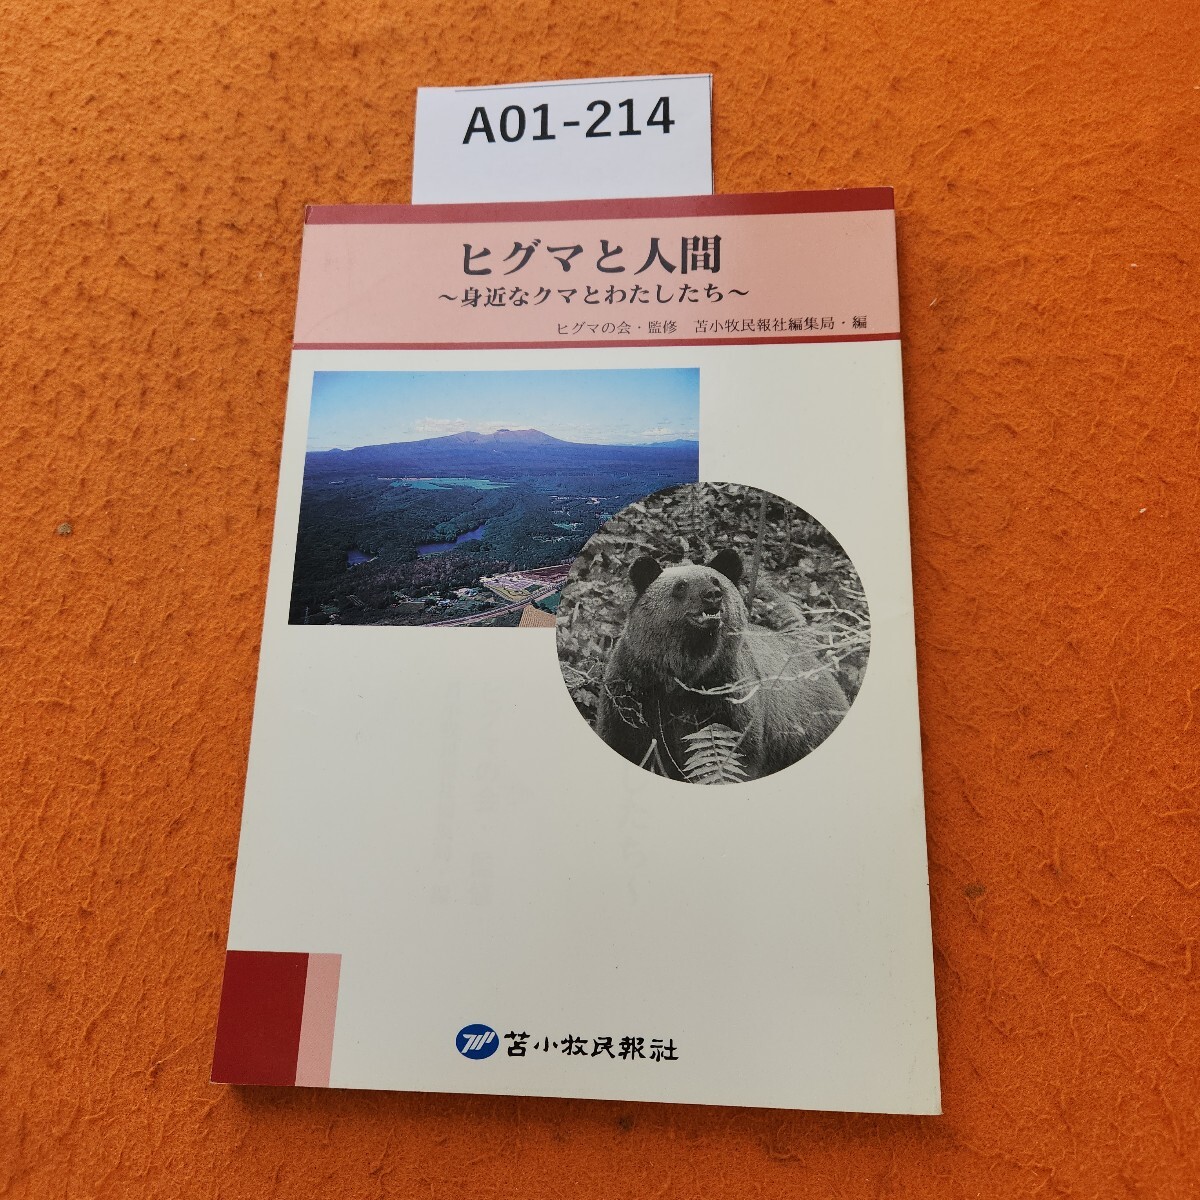 A01-214
ヒグマと人間
～身近なクマとわたしたち～
ヒグマの会・監修　苫小牧民報社編集局・編
苫小牧民報社